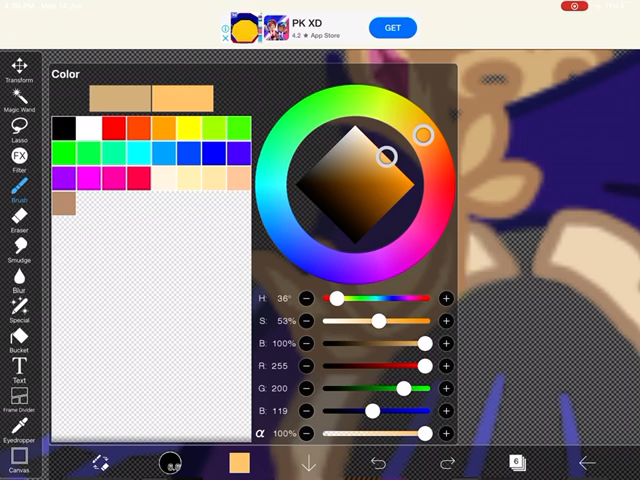 PK XD
4.2 ★ App Store
GET
Color
Transform
Magic Wand
Lasso
FX
Filter
Brush
Eraser
Smudge
Blur
Special
Bucket
T
Text
Frame Divider
Eyedropper
Canvas
H: 36°
S: 53%
B: 100%
R: 255
G: 200
B: 119
α 100%
6